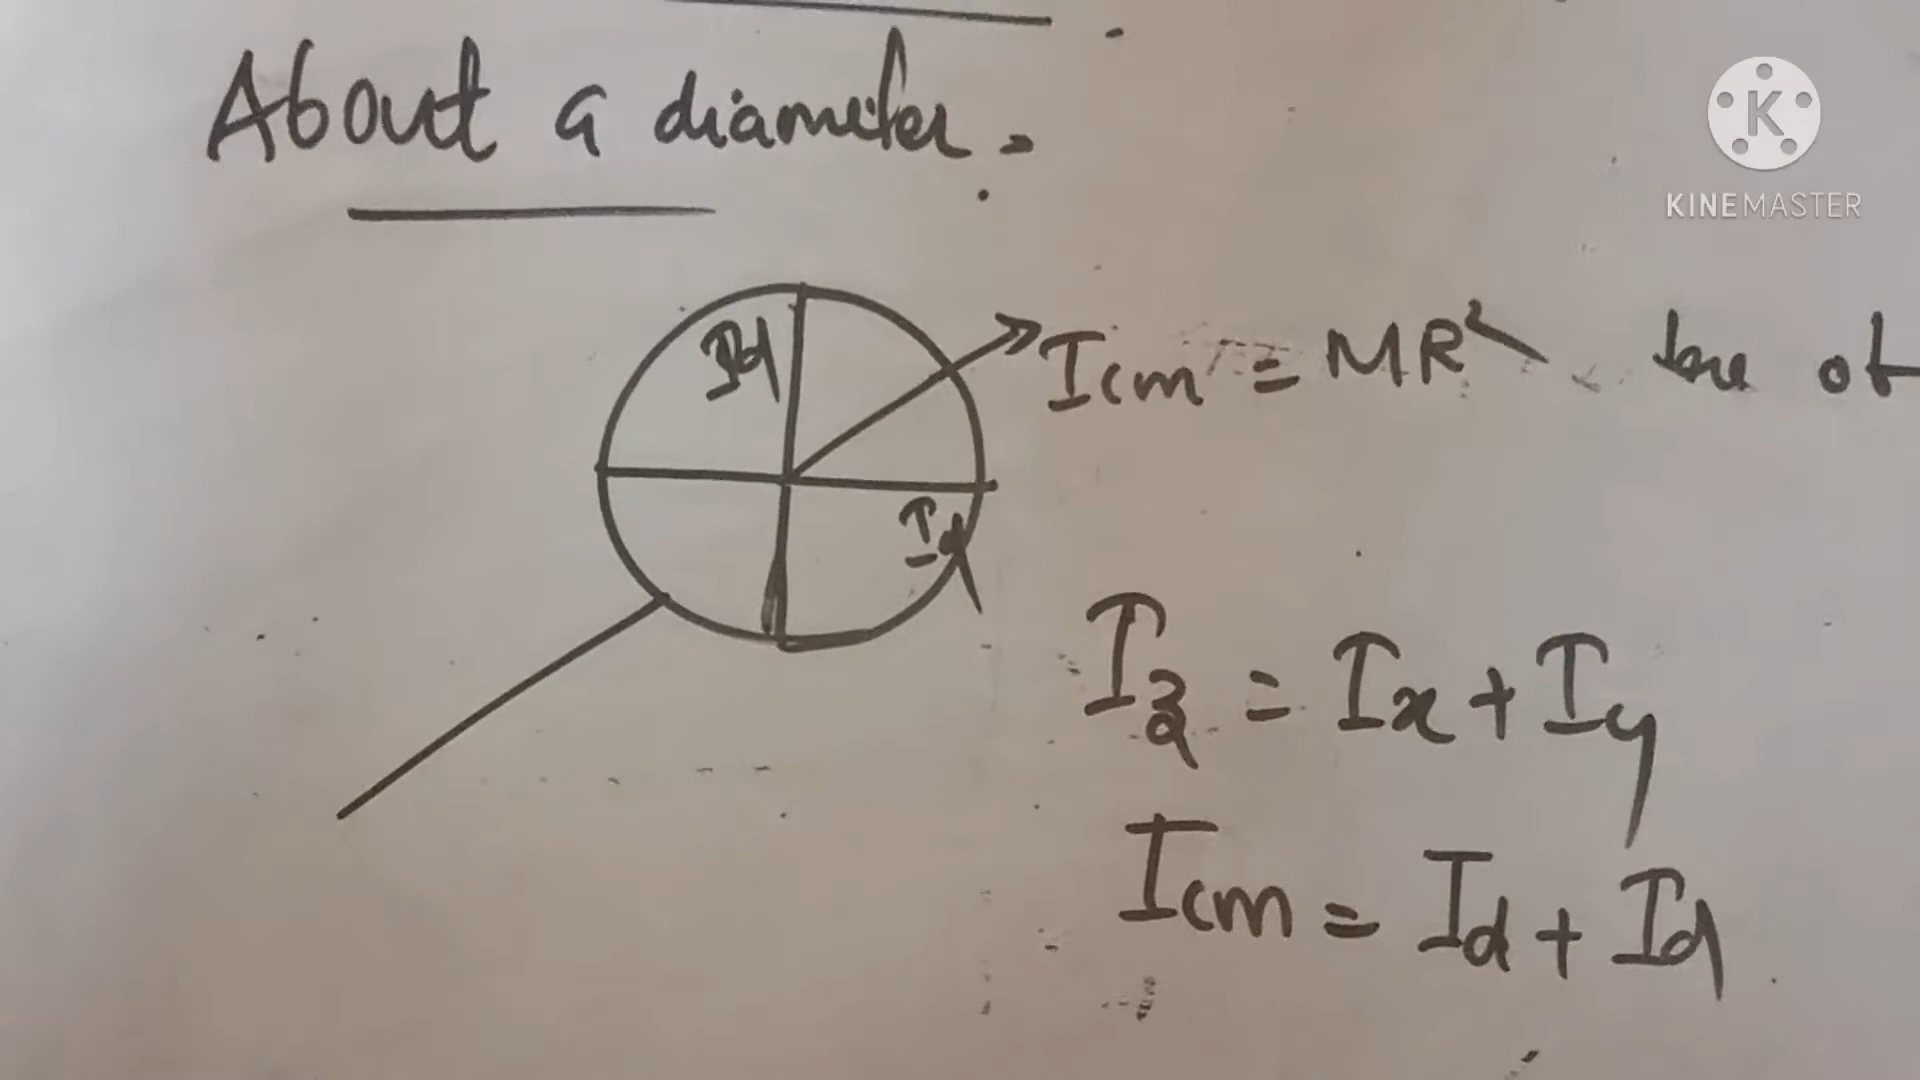 About a diameter.
Id
Icm = MR²
Id
Iz = Ix + Iy
Icm = Id + Id
K
KINEMASTER